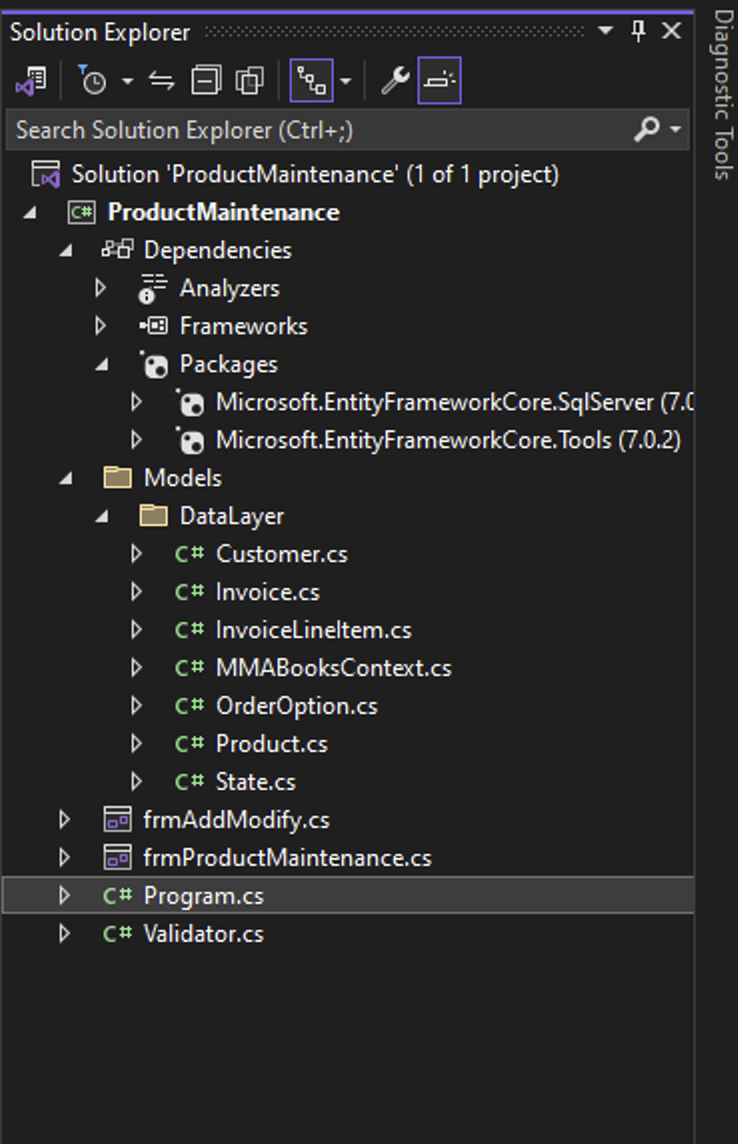 Solution Explorer
Search Solution Explorer (Ctrl+;)
Solution 'ProductMaintenance' (1 of 1 project)
C# ProductMaintenance
Dependencies
Analyzers
Frameworks
Packages
Microsoft.EntityFrameworkCore.SqlServer (7.0
Microsoft.EntityFrameworkCore.Tools (7.0.2)
Models
DataLayer
C# Customer.cs
C# Invoice.cs
C# InvoiceLineItem.cs
C# MMABooksContext.cs
C# OrderOption.cs
C# Product.cs
C# State.cs
frmAddModify.cs
frmProductMaintenance.cs
C# Program.cs
C# Validator.cs
Diagnostic Tools